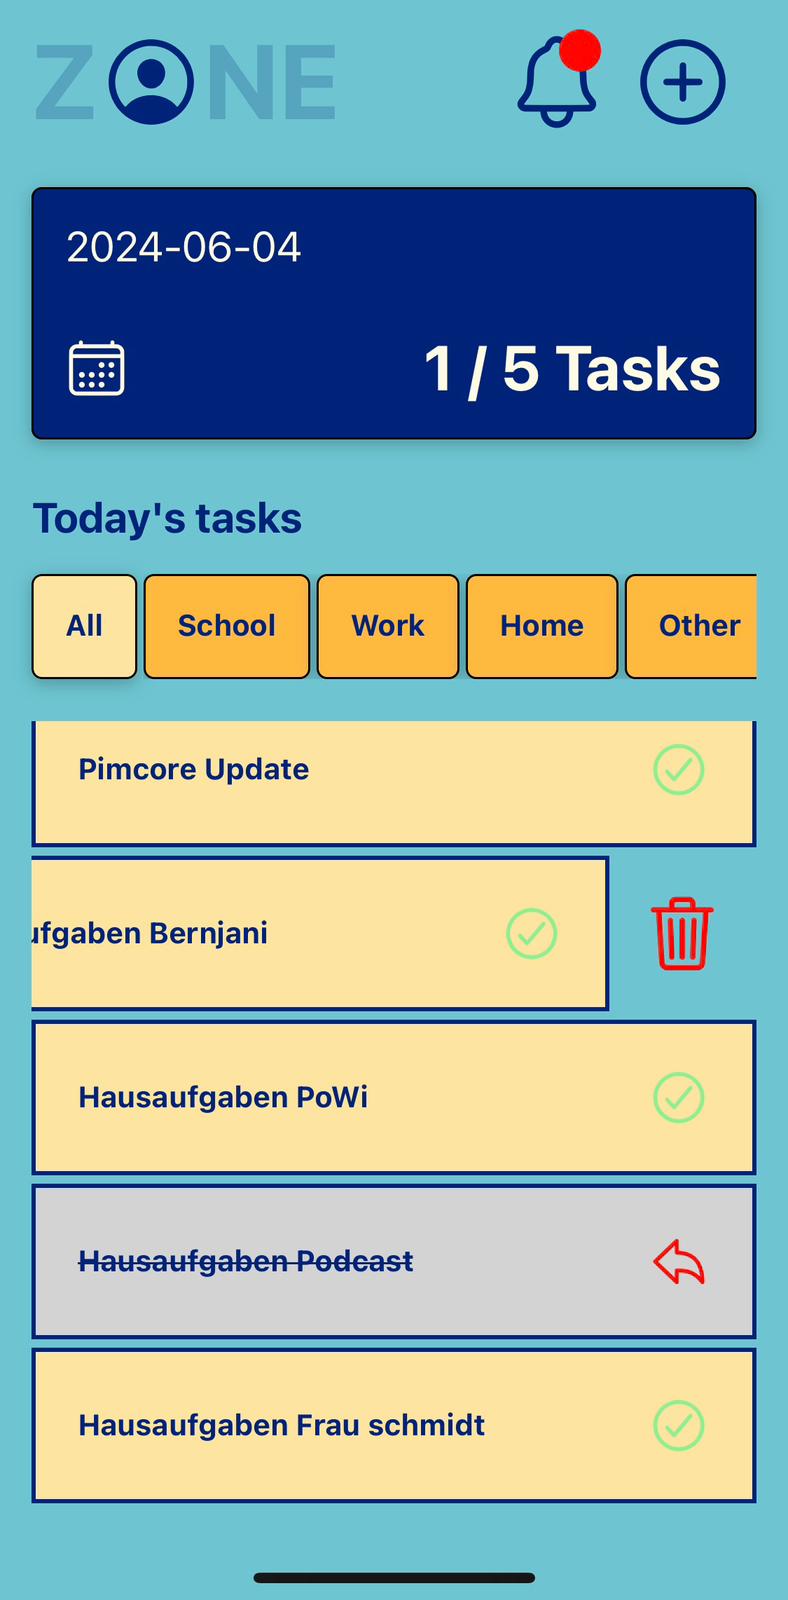 ZONE
2024-06-04
1 / 5 Tasks
Today's tasks
All School Work Home Other
Pimcore Update
ufgaben Bernjani
Hausaufgaben PoWi
Hausaufgaben Podcast
Hausaufgaben Frau schmidt